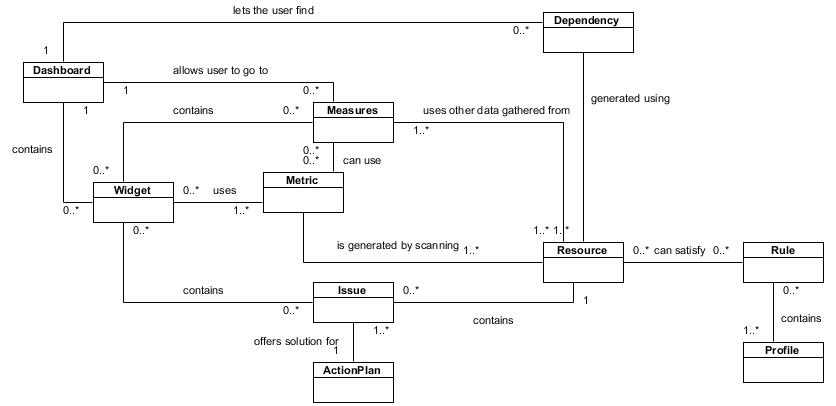 lets the user find
Dependency
0..*
1
Dashboard
allows user to go to
1
0..*
1
contains
0..*
Measures
uses other data gathered from
1..*
generated using
contains
0..*
0..*
can use
0..*
Metric
Widget
0..*
uses
0..*
1..*
0..*
1..*
1..*
is generated by scanning
1..*
Resource
0..*
can satisfy
0..*
Rule
contains
0..*
Issue
0..*
1
0..*
contains
1..*
contains
1..*
offers solution for
1
ActionPlan
Profile